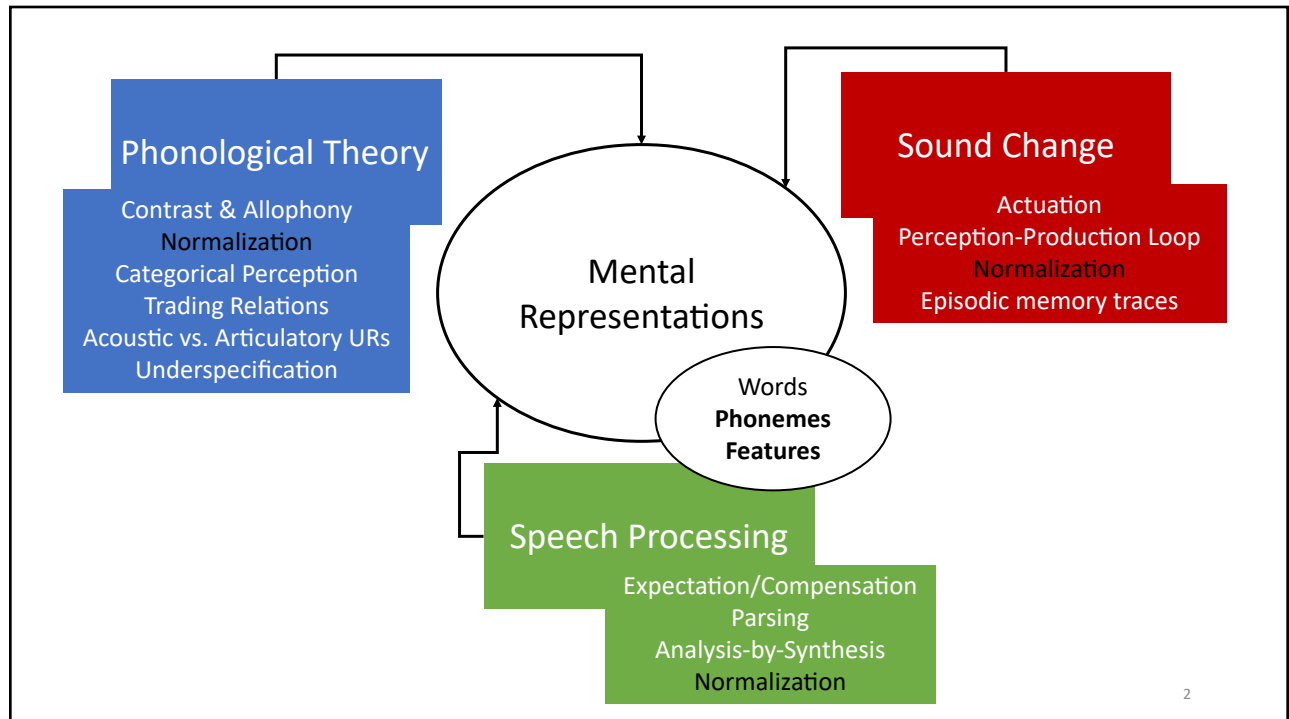 Phonological Theory
Contrast & Allophony
Normalization
Categorical Perception
Trading Relations
Acoustic vs. Articulatory URs
Underspecification
Sound Change
Actuation
Perception-Production Loop
Normalization
Episodic memory traces
Mental
Representations
Words
Phonemes
Features
Speech Processing
Expectation/Compensation
Parsing
Analysis-by-Synthesis
Normalization
2